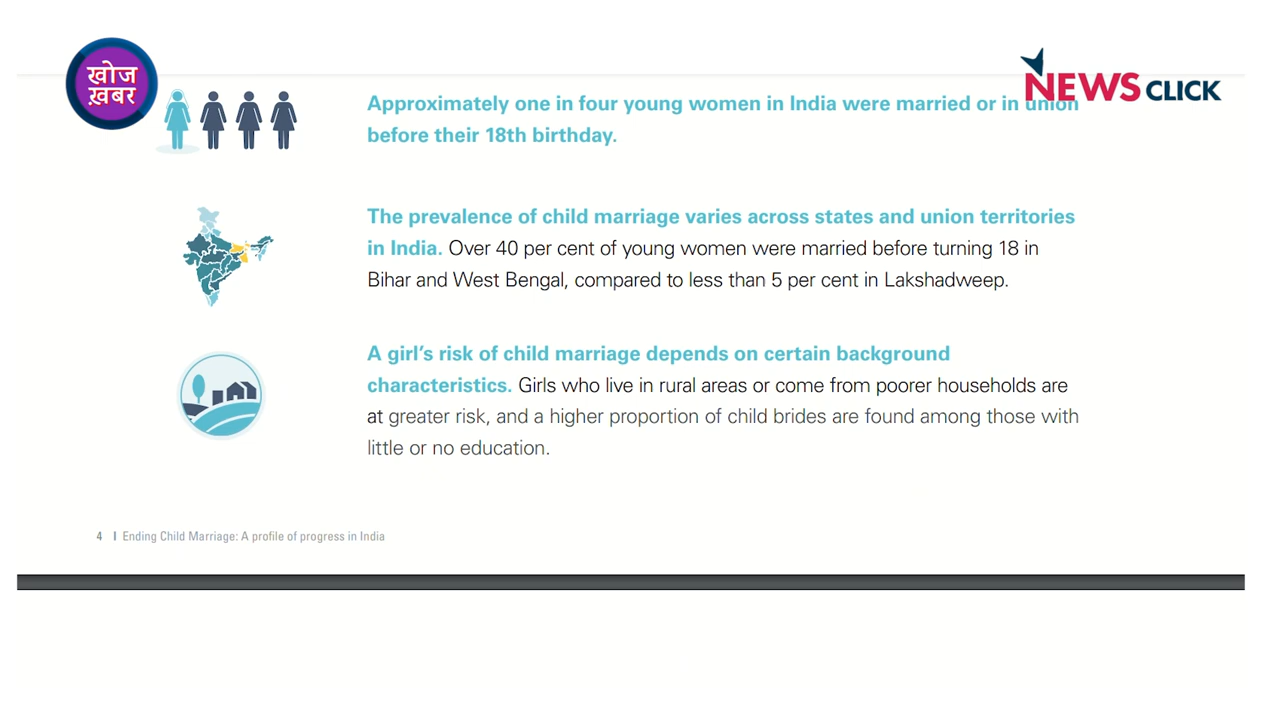 खोज
ख़बर
NEWS CLICK
Approximately one in four young women in India were married or in union
before their 18th birthday.
The prevalence of child marriage varies across states and union territories
in India. Over 40 per cent of young women were married before turning 18 in
Bihar and West Bengal, compared to less than 5 per cent in Lakshadweep.
A girl’s risk of child marriage depends on certain background
characteristics. Girls who live in rural areas or come from poorer households are
at greater risk, and a higher proportion of child brides are found among those with
little or no education.
4 I Ending Child Marriage: A profile of progress in India